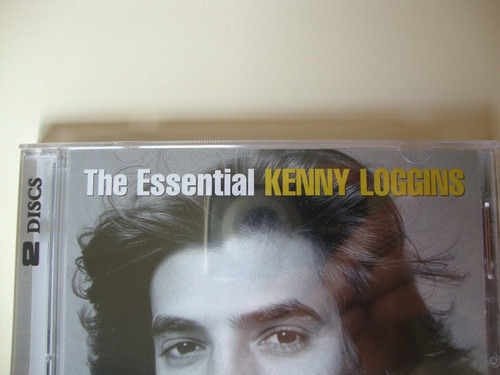 The Essential KENNY LOGGINS
2 DISCS